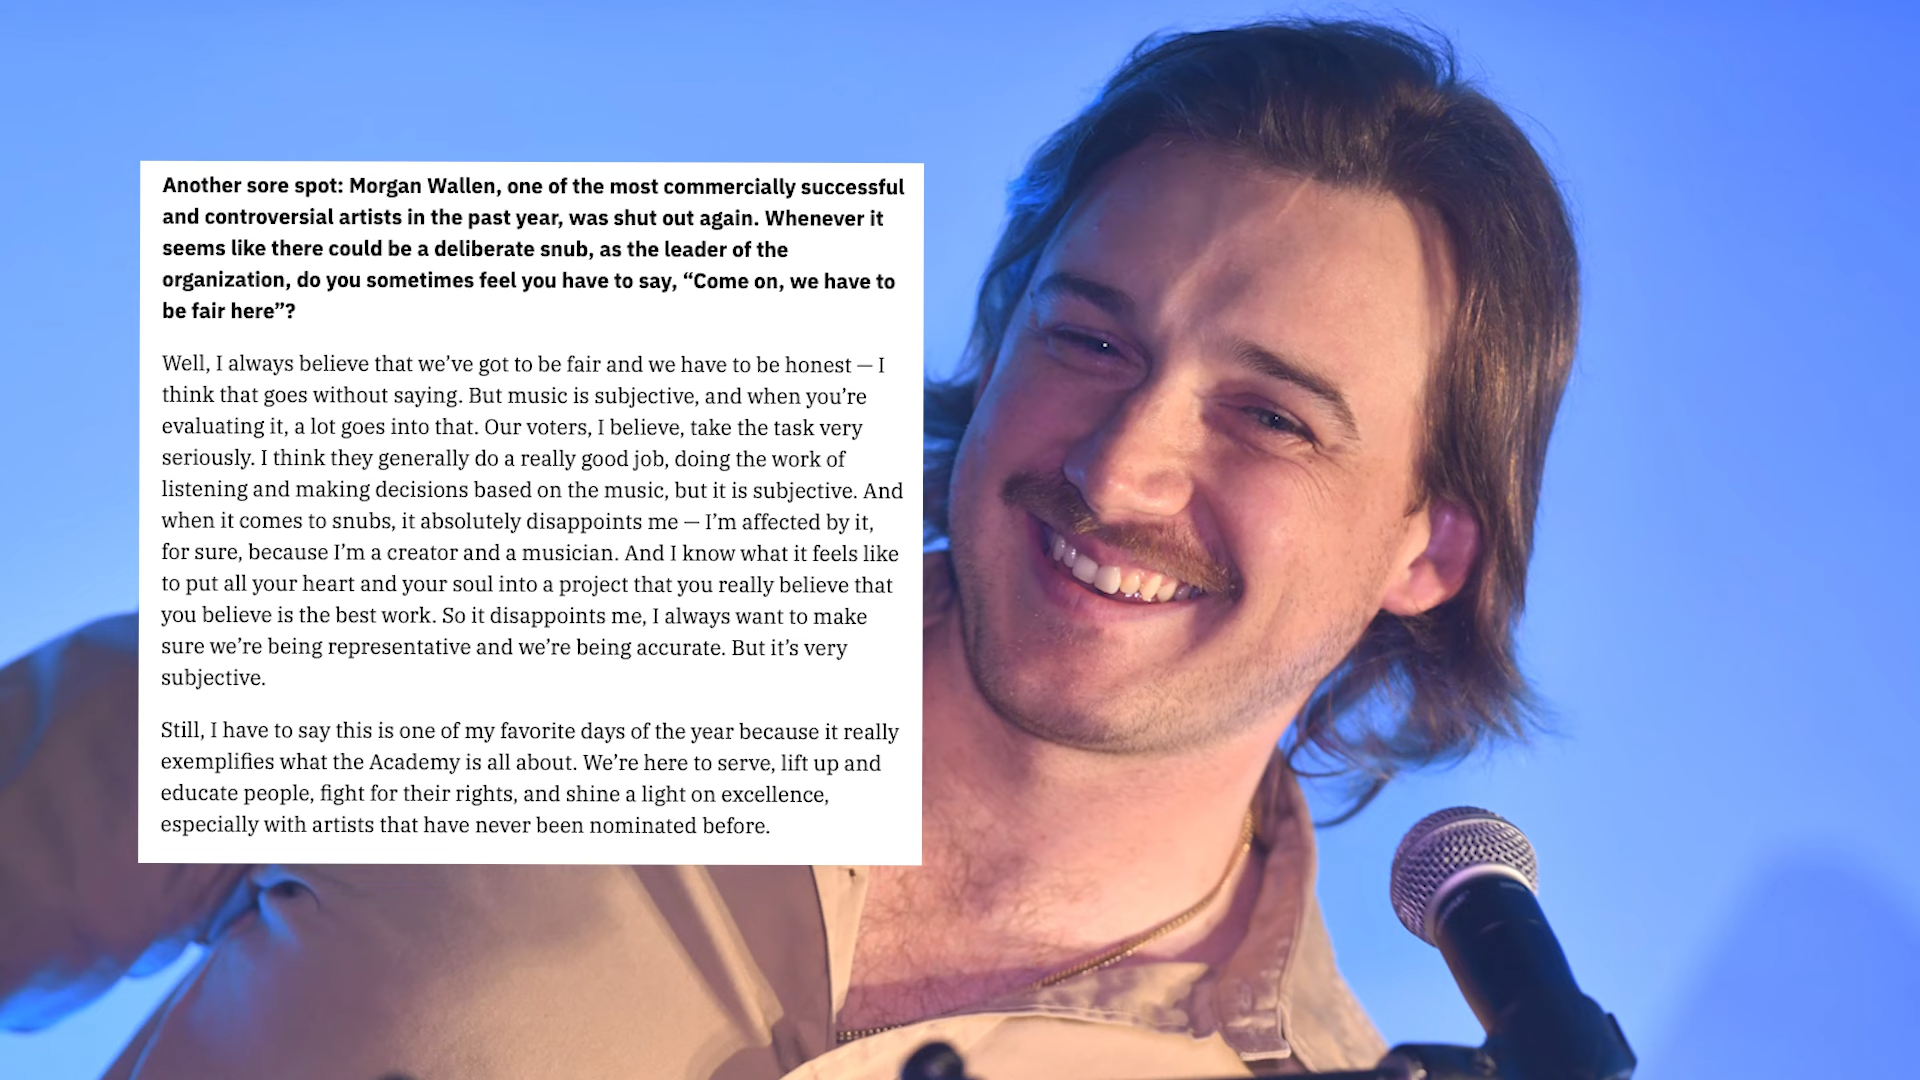 Another sore spot: Morgan Wallen, one of the most commercially successful
and controversial artists in the past year, was shut out again. Whenever it
seems like there could be a deliberate snub, as the leader of the
organization, do you sometimes feel you have to say, “Come on, we have to
be fair here”?
Well, I always believe that we’ve got to be fair and we have to be honest — I
think that goes without saying. But music is subjective, and when you’re
evaluating it, a lot goes into that. Our voters, I believe, take the task very
seriously. I think they generally do a really good job, doing the work of
listening and making decisions based on the music, but it is subjective. And
when it comes to snubs, it absolutely disappoints me — I’m affected by it,
for sure, because I’m a creator and a musician. And I know what it feels like
to put all your heart and your soul into a project that you really believe that
you believe is the best work. So it disappoints me, I always want to make
sure we’re being representative and we’re being accurate. But it’s very
subjective.
Still, I have to say this is one of my favorite days of the year because it really
exemplifies what the Academy is all about. We’re here to serve, lift up and
educate people, fight for their rights, and shine a light on excellence,
especially with artists that have never been nominated before.